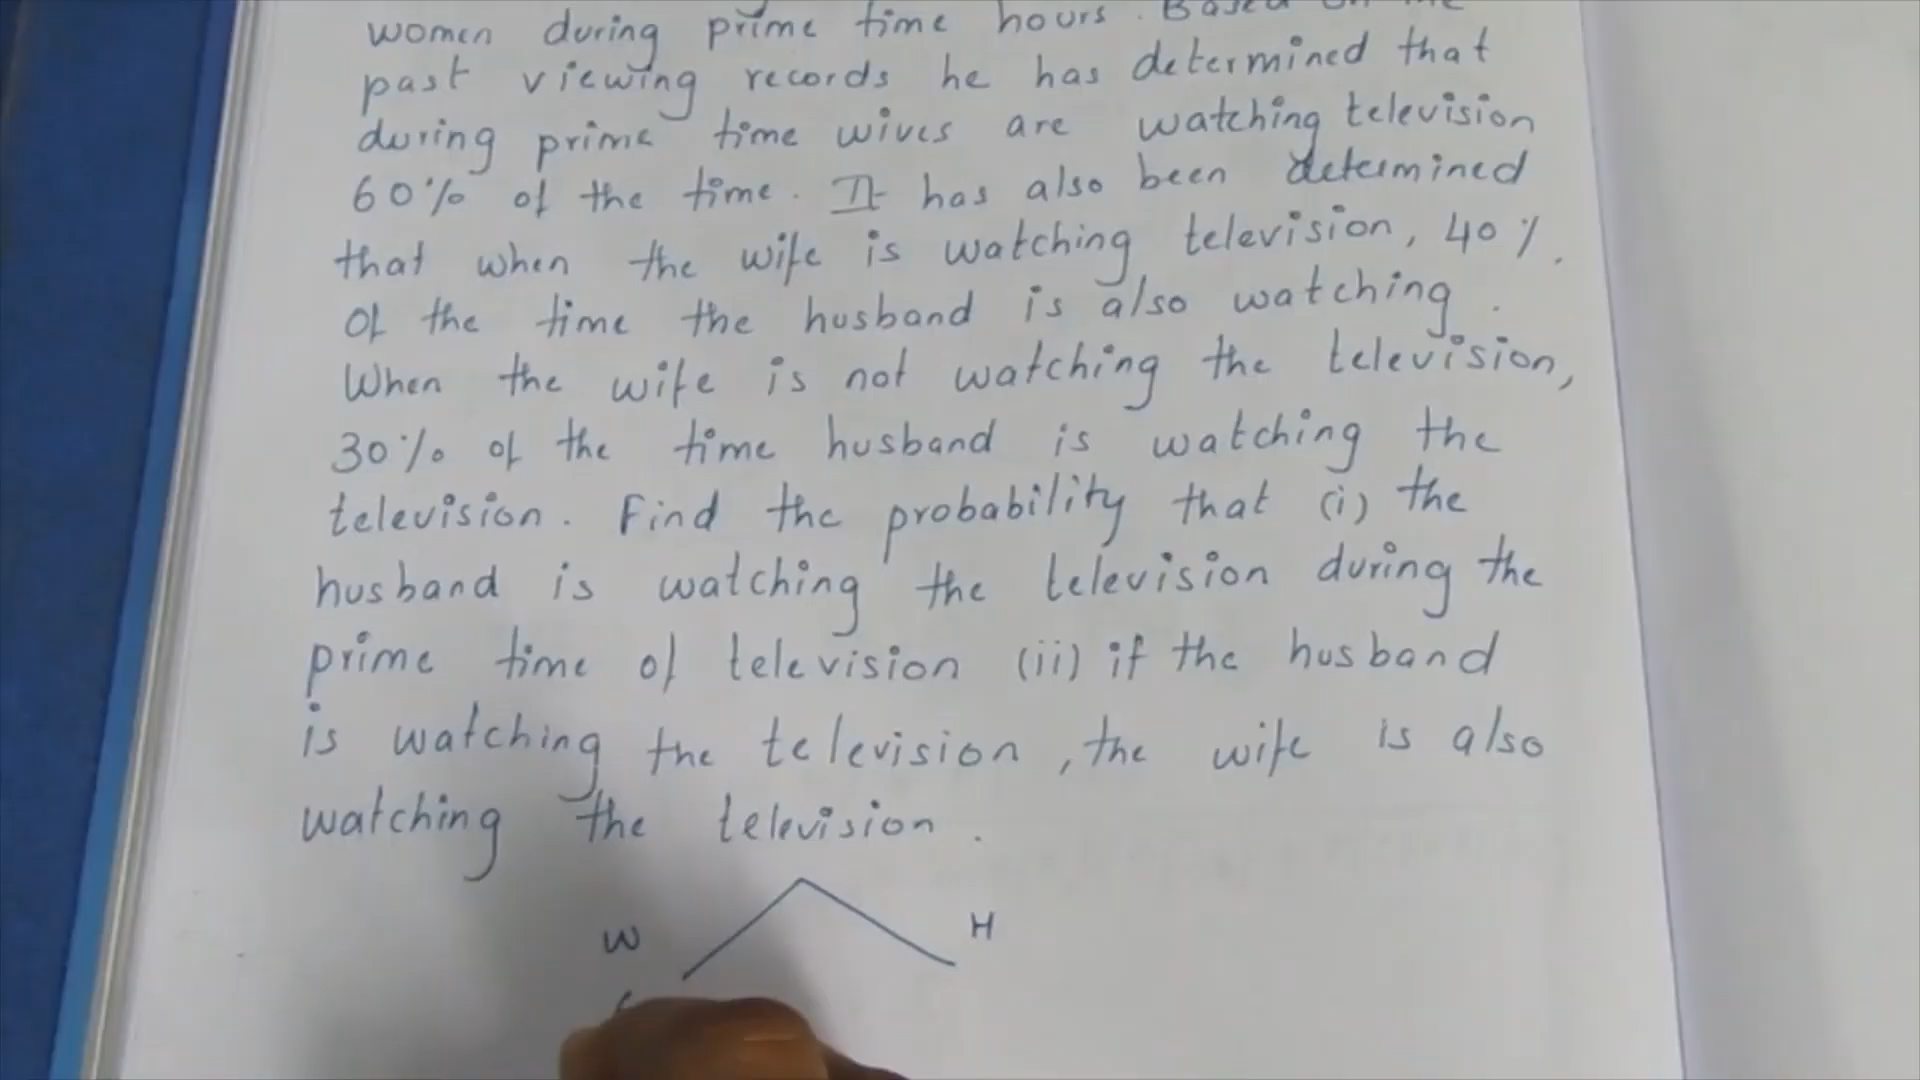 women during prime time hours. Based on the
past viewing records he has determined that
during prime time wives are watching television
60% of the time. It has also been determined
that when the wife is watching television, 40%.
of the time the husband is also watching.
When the wife is not watching the television,
30% of the time husband is watching the
television. Find the probability that (i) the
husband is watching the television during the
prime time of television (ii) if the husband
is watching the television, the wife is also
watching the television.
W H